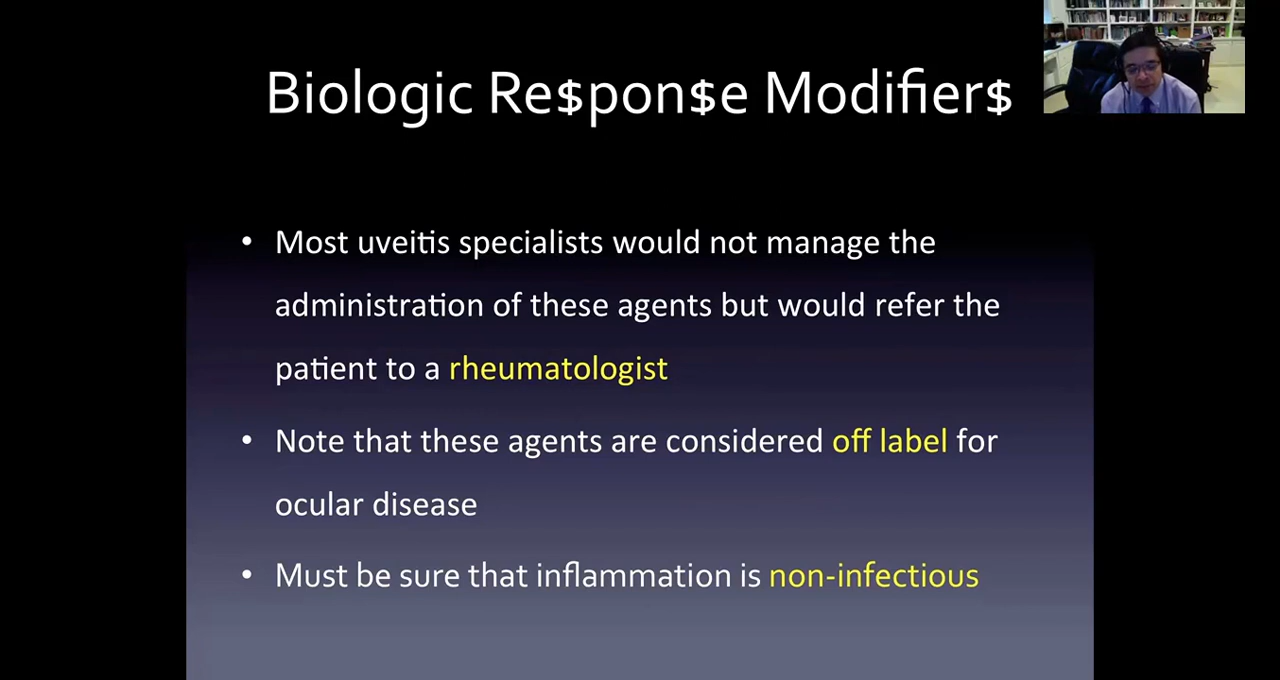 Biologic Re$pon$e Modifier$
• Most uveitis specialists would not manage the
administration of these agents but would refer the
patient to a rheumatologist
• Note that these agents are considered off label for
ocular disease
• Must be sure that inflammation is non-infectious